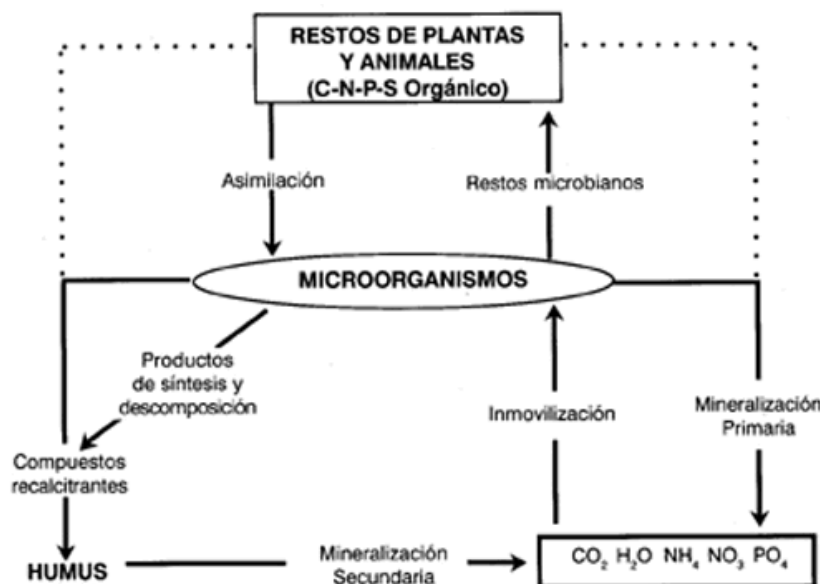 RESTOS DE PLANTAS
Y ANIMALES
(C-N-P-S Orgánico)
Asimilación
Restos microbianos
MICROORGANISMOS
Productos
de síntesis y
descomposición
Inmovilización
Mineralización
Primaria
Compuestos
recalcitrantes
HUMUS
Mineralización
Secundaria
CO₂ H₂O NH₄ NO₃ PO₄